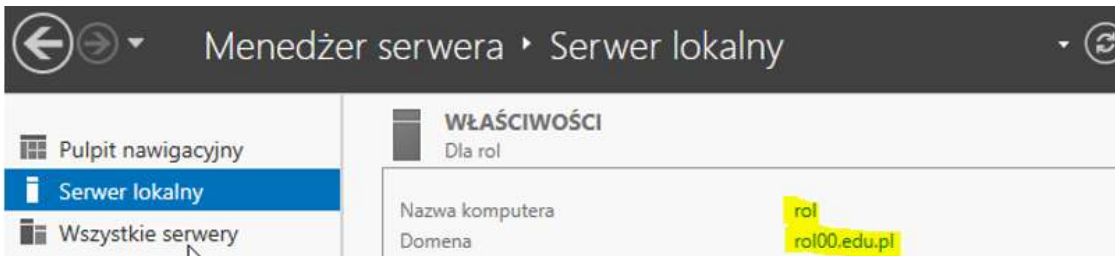 Menedżer serwera ‣ Serwer lokalny
Pulpit nawigacyjny
Serwer lokalny
Wszystkie serwery
WŁAŚCIWOŚCI
Dla rol
Nazwa komputera rol
Domena rol00.edu.pl